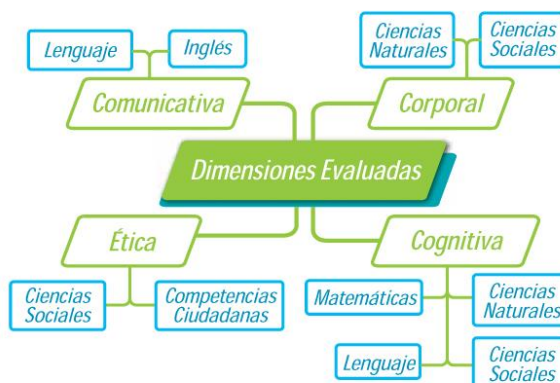 Lenguaje
Inglés
Comunicativa
Ciencias
Naturales
Ciencias
Sociales
Corporal
Dimensiones Evaluadas
Ética
Ciencias
Sociales
Competencias
Ciudadanas
Cognitiva
Matemáticas
Ciencias
Naturales
Lenguaje
Ciencias
Sociales